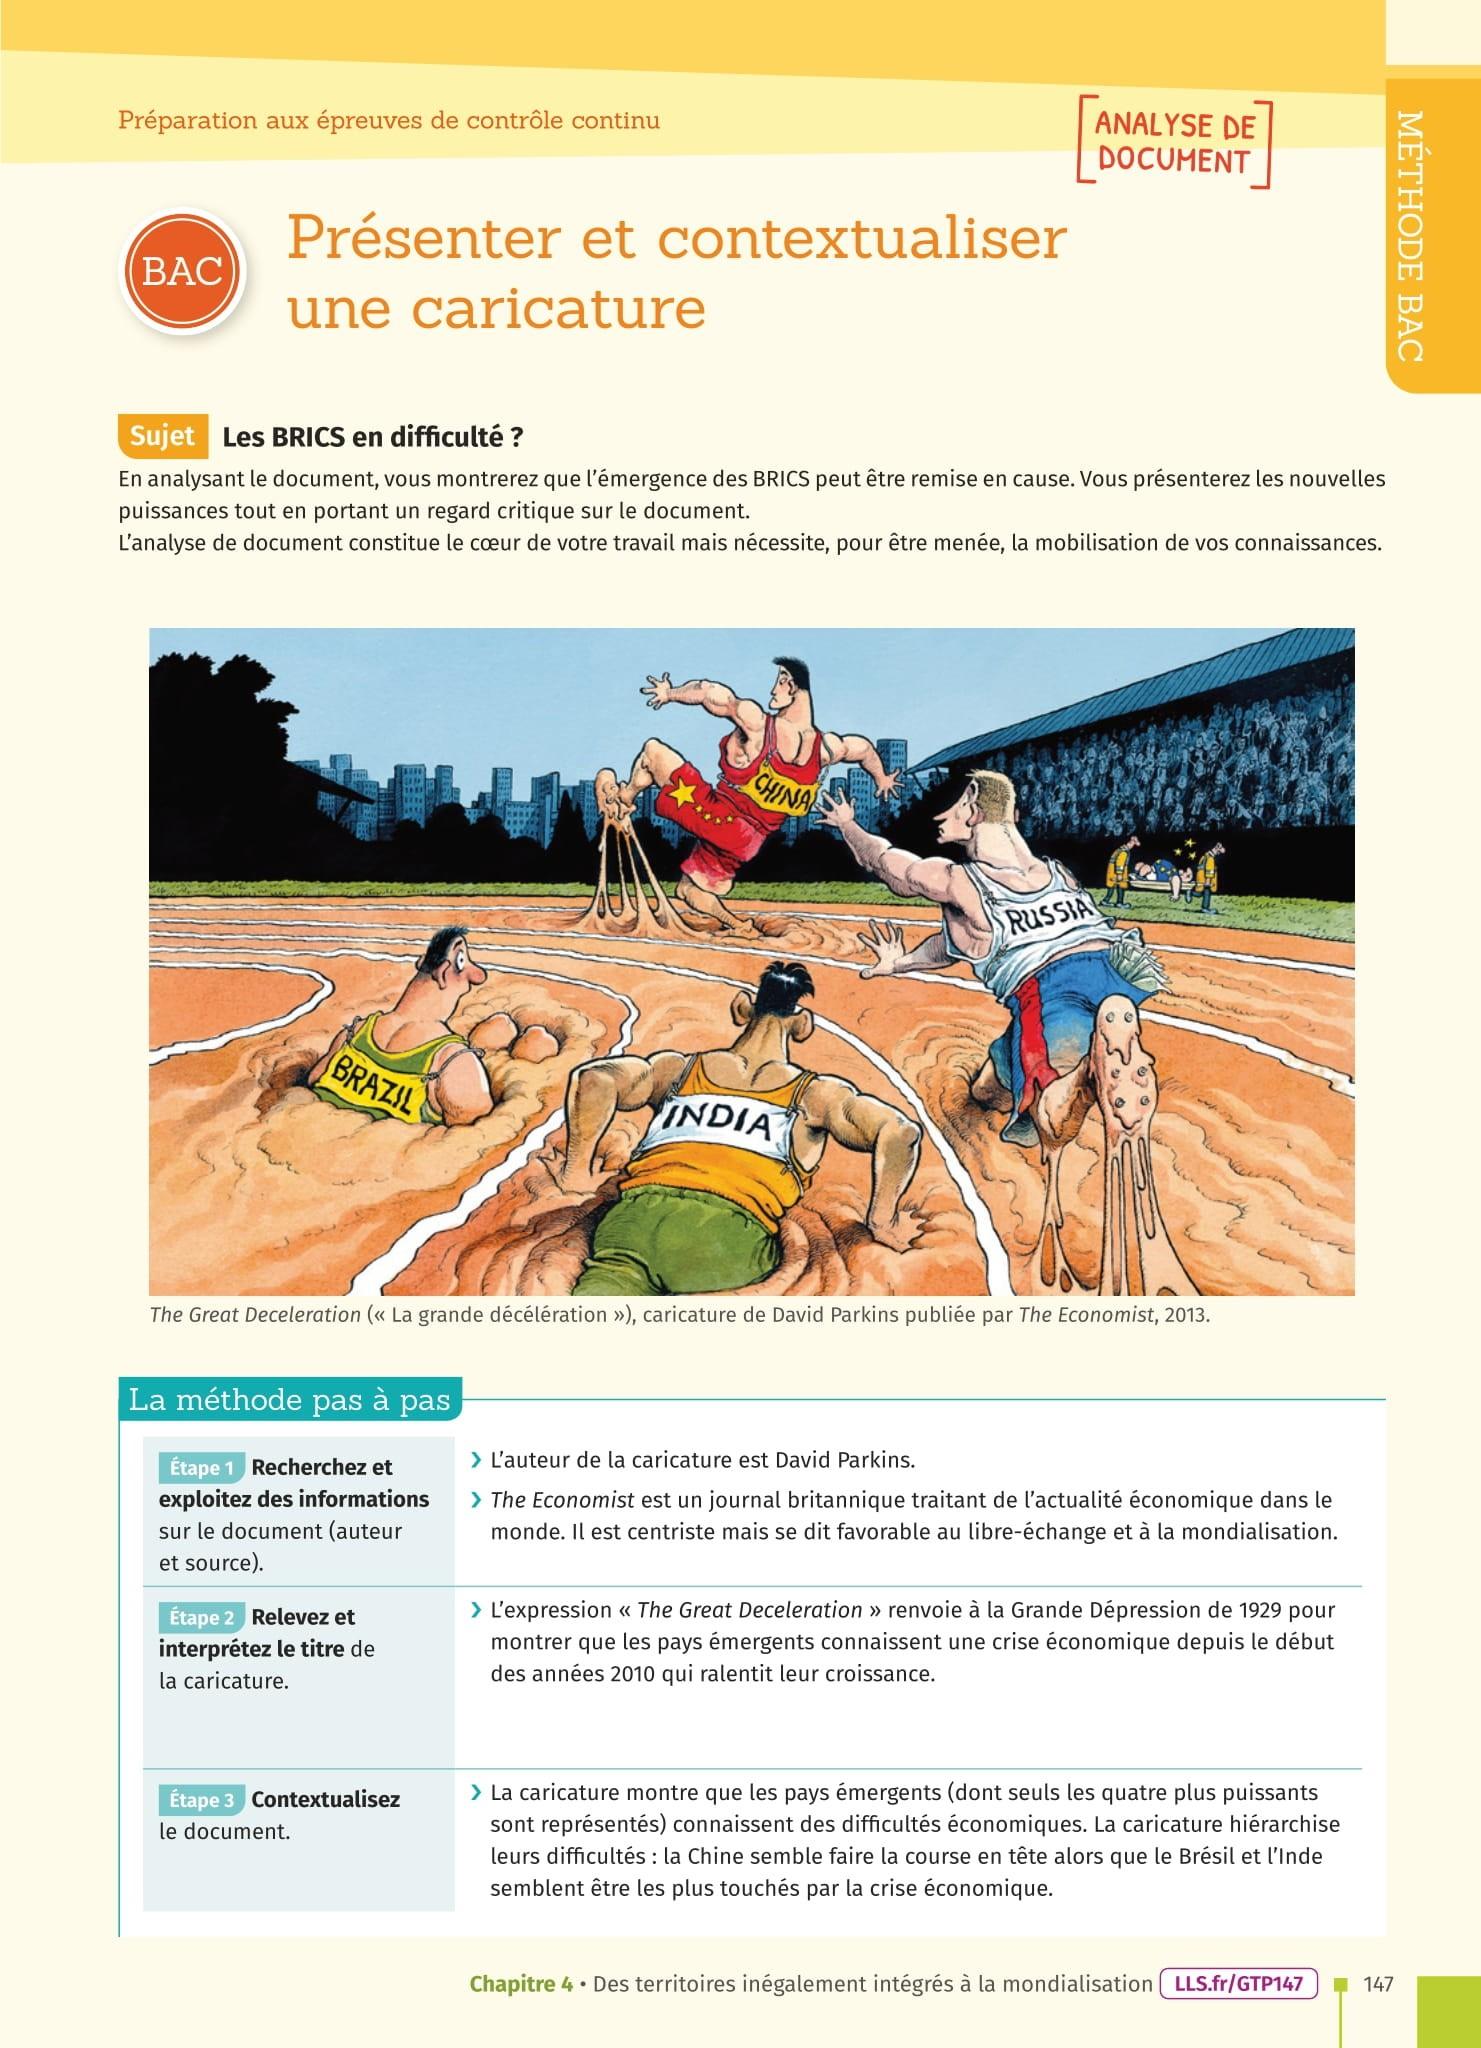 Préparation aux épreuves de contrôle continu
ANALYSE DE
DOCUMENT
MÉTHODE BAC
BAC
Présenter et contextualiser
une caricature
Sujet Les BRICS en difficulté ?
En analysant le document, vous montrerez que l'émergence des BRICS peut être remise en cause. Vous présenterez les nouvelles
puissances tout en portant un regard critique sur le document.
L'analyse de document constitue le cœur de votre travail mais nécessite, pour être menée, la mobilisation de vos connaissances.
CHINA
RUSSIA
BRAZIL
INDIA
The Great Deceleration (« La grande décélération »), caricature de David Parkins publiée par The Economist, 2013.
La méthode pas à pas
Étape 1 Recherchez et
exploitez des informations
sur le document (auteur
et source).
› L'auteur de la caricature est David Parkins.
› The Economist est un journal britannique traitant de l'actualité économique dans le
monde. Il est centriste mais se dit favorable au libre-échange et à la mondialisation.
Étape 2 Relevez et
interprétez le titre de
la caricature.
› L'expression « The Great Deceleration » renvoie à la Grande Dépression de 1929 pour
montrer que les pays émergents connaissent une crise économique depuis le début
des années 2010 qui ralentit leur croissance.
Étape 3 Contextualisez
le document.
› La caricature montre que les pays émergents (dont seuls les quatre plus puissants
sont représentés) connaissent des difficultés économiques. La caricature hiérarchise
leurs difficultés : la Chine semble faire la course en tête alors que le Brésil et l'Inde
semblent être les plus touchés par la crise économique.
Chapitre 4 • Des territoires inégalement intégrés à la mondialisation LLS.fr/GTP147 147